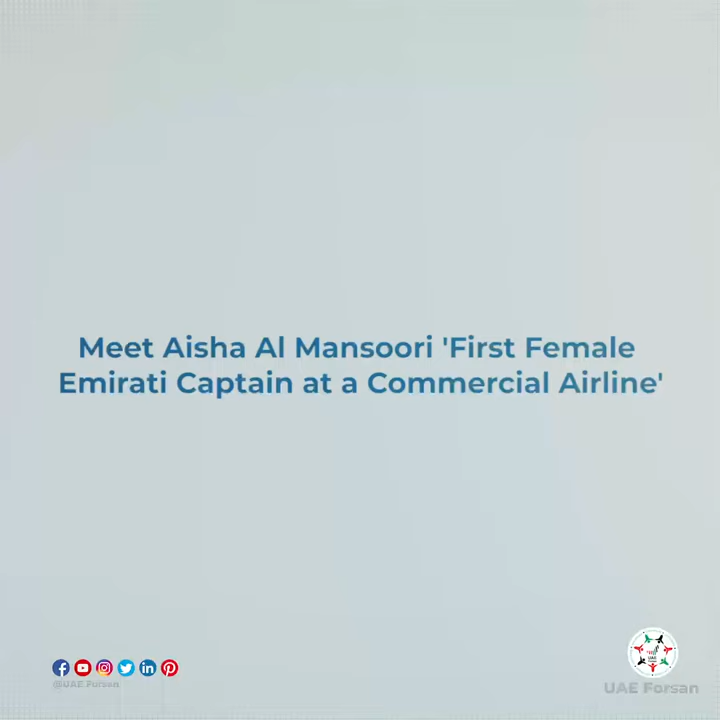 Meet Aisha Al Mansoori 'First Female
Emirati Captain at a Commercial Airline'
@UAE Forsan
UAE Forsan